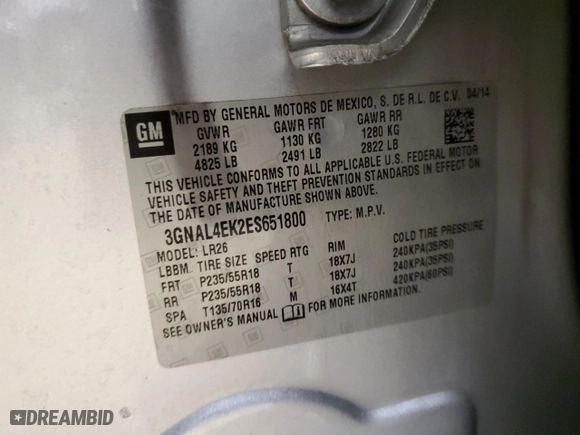 GM
MFD BY GENERAL MOTORS DE MEXICO, S. DE R.L. DE C.V. 04/14
GVWR GAWR FRT GAWR RR
2189 KG 1130 KG 1280 KG
4825 LB 2491 LB 2822 LB
THIS VEHICLE CONFORMS TO ALL APPLICABLE U.S. FEDERAL MOTOR
VEHICLE SAFETY AND THEFT PREVENTION STANDARDS IN EFFECT ON
THE DATE OF MANUFACTURE SHOWN ABOVE.
3GNAL4EK2ES651800 TYPE: M.P.V.
MODEL: LR26
LBBM TIRE SIZE SPEED RTG RIM COLD TIRE PRESSURE
FRT P235/55R18 T 18X7J 240KPA(35PSI)
RR P235/55R18 T 18X7J 240KPA(35PSI)
SPA T135/70R16 M 16X4T 420KPA(60PSI)
SEE OWNER'S MANUAL FOR MORE INFORMATION.
DREAMBID